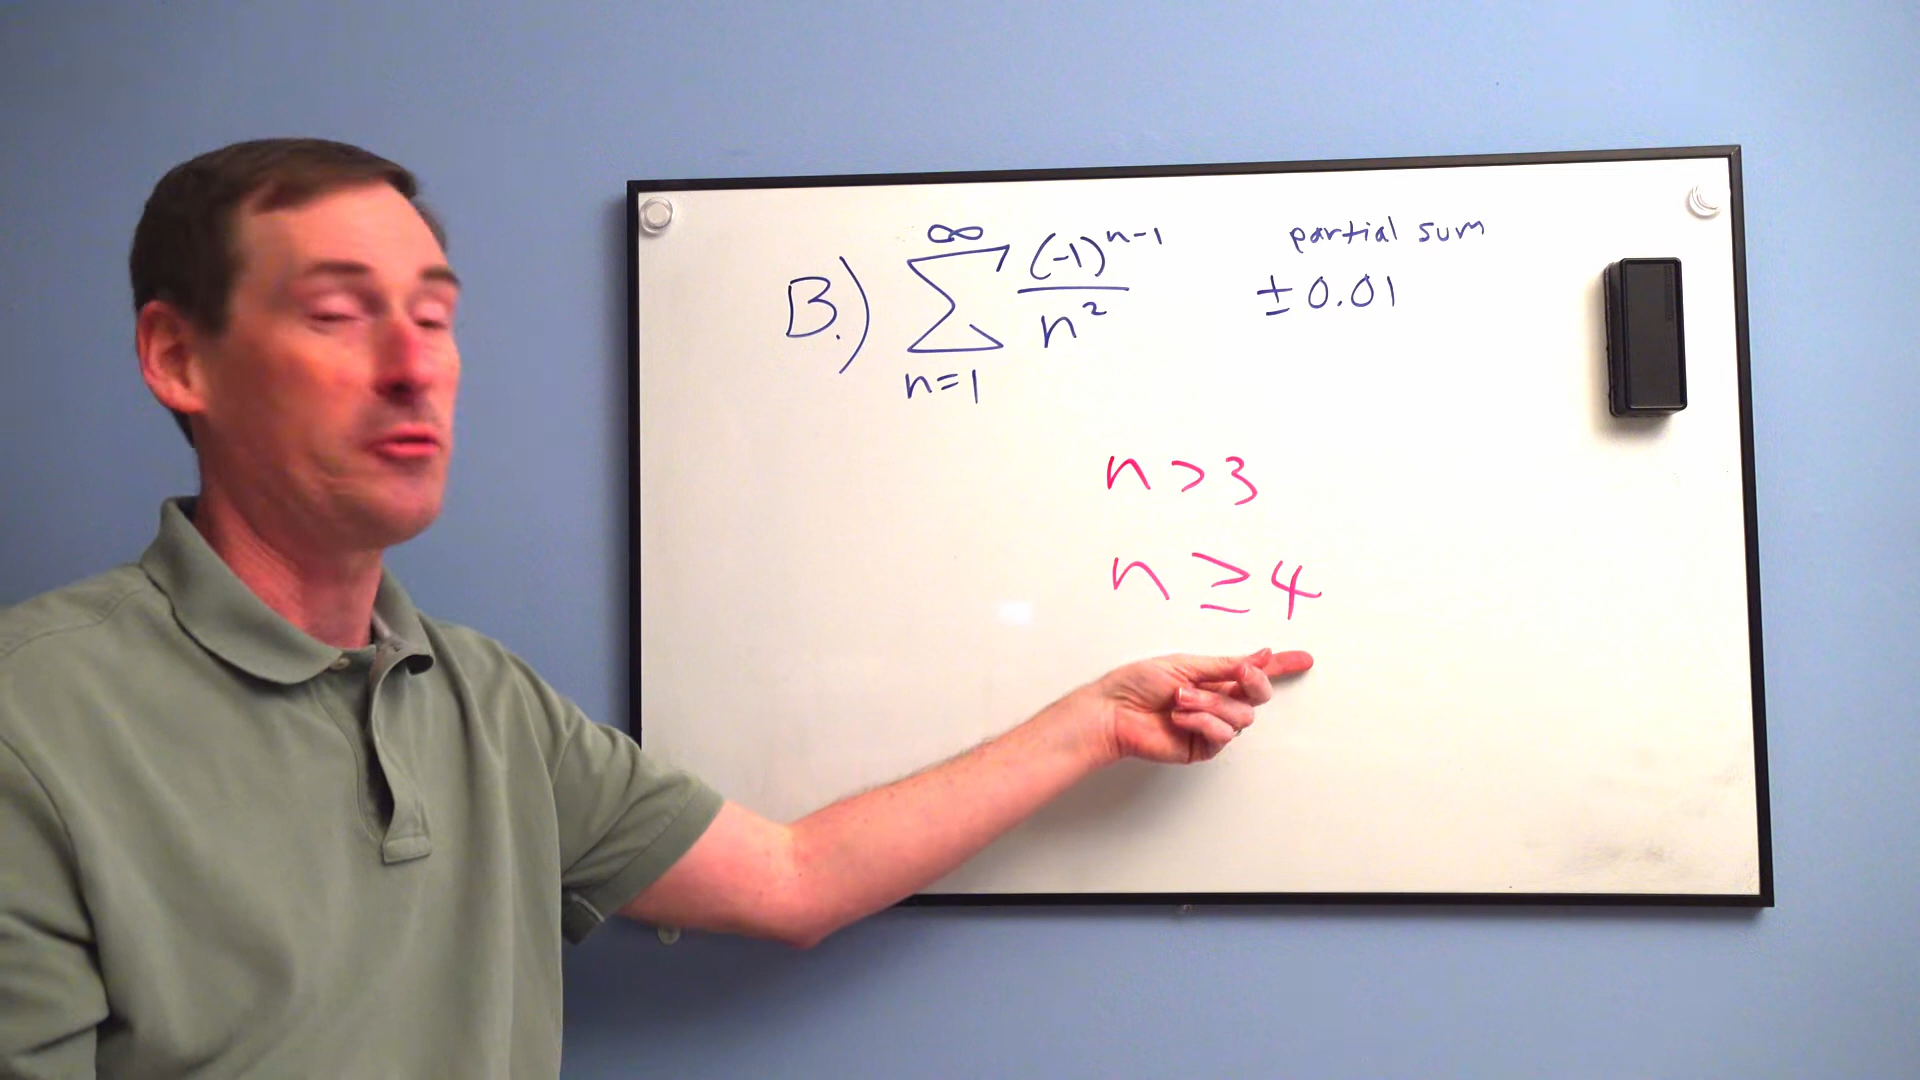 B.) ∞ Σ n=1 (-1)^{n-1} / n²
partial sum
± 0.01
n > 3
n ≥ 4